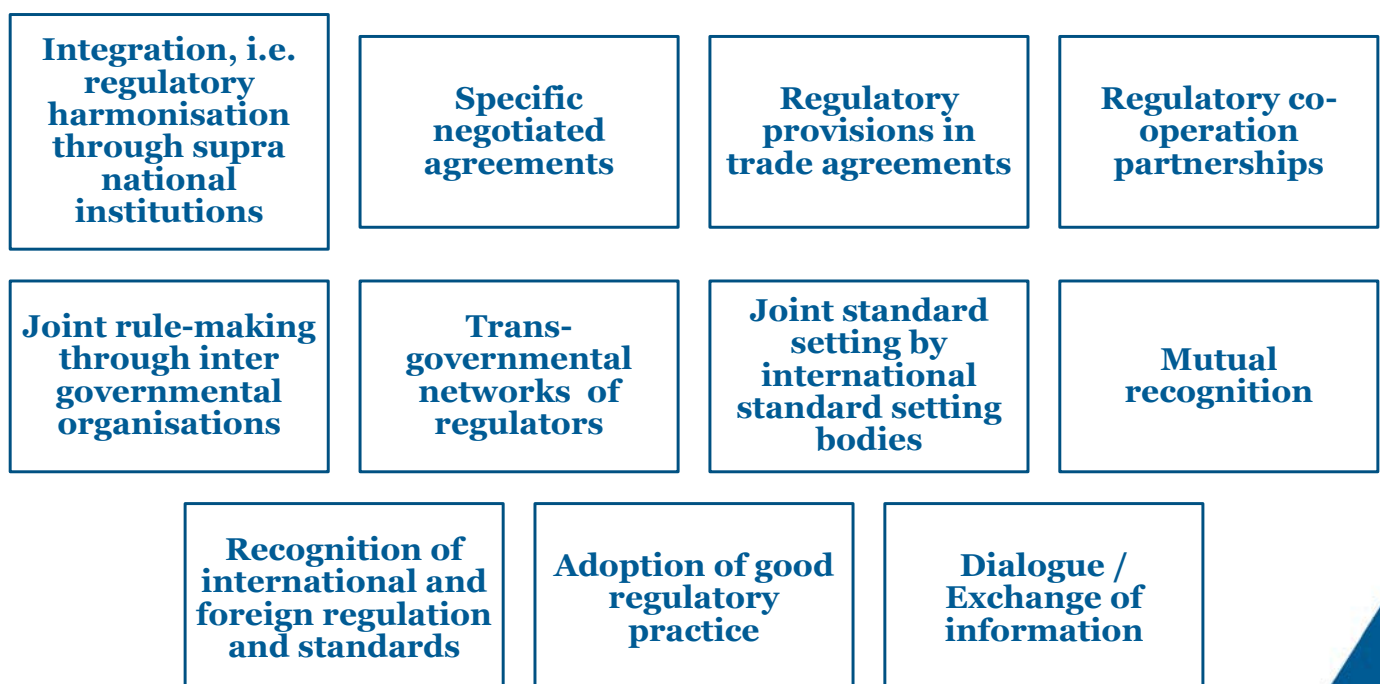 Integration, i.e.
regulatory
harmonisation
through supra
national
institutions
Specific
negotiated
agreements
Regulatory
provisions in
trade agreements
Regulatory co-
operation
partnerships
Joint rule-making
through inter
governmental
organisations
Trans-
governmental
networks of
regulators
Joint standard
setting by
international
standard setting
bodies
Mutual
recognition
Recognition of
international and
foreign regulation
and standards
Adoption of good
regulatory
practice
Dialogue /
Exchange of
information